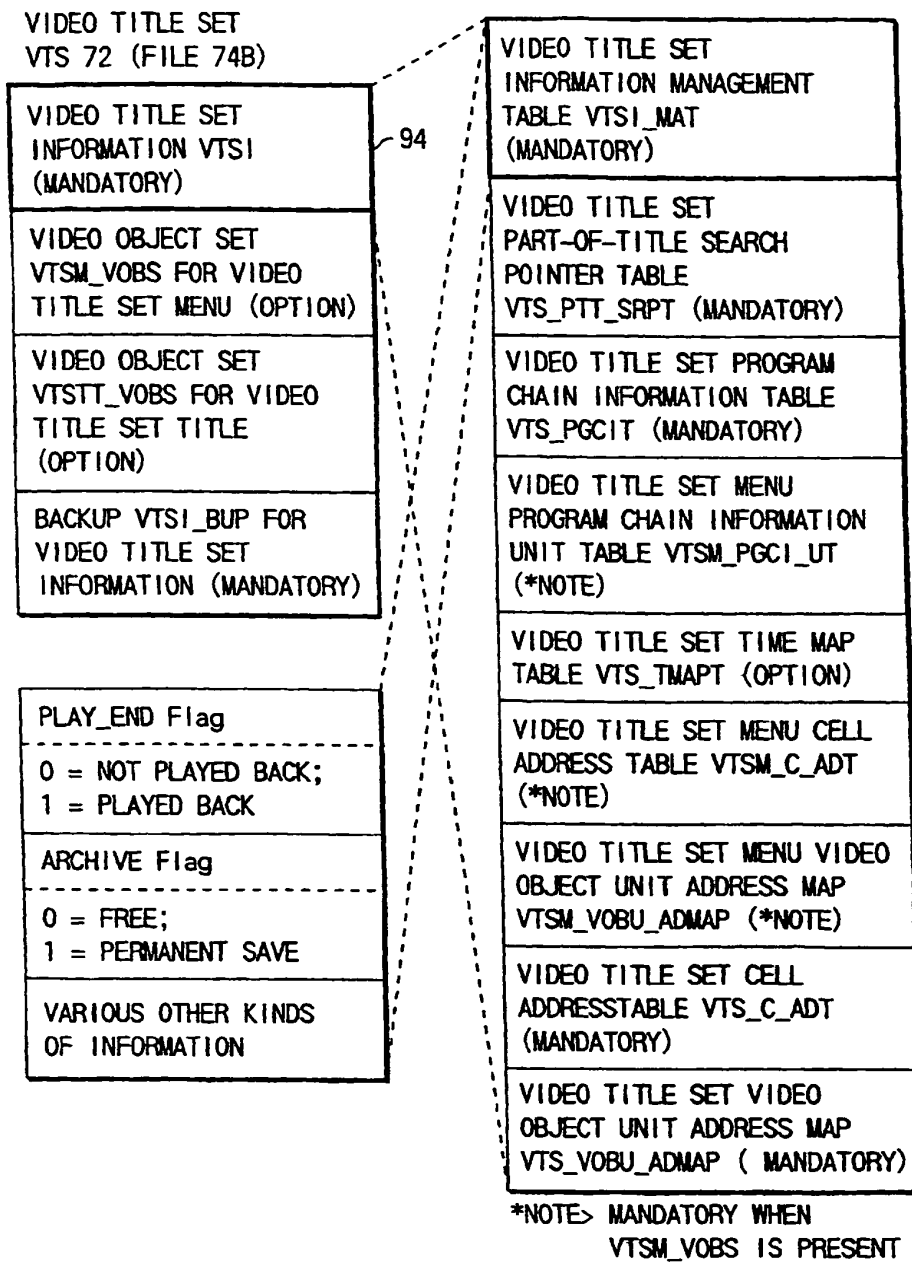 VIDEO TITLE SET
VTS 72 (FILE 74B)
VIDEO TITLE SET
INFORMATION VTSI
(MANDATORY)
94
VIDEO OBJECT SET
VTSM_VOBS FOR VIDEO
TITLE SET MENU (OPTION)
VIDEO OBJECT SET
VTSTT_VOBS FOR VIDEO
TITLE SET TITLE
(OPTION)
BACKUP VTSI_BUP FOR
VIDEO TITLE SET
INFORMATION (MANDATORY)
PLAY_END Flag
0 = NOT PLAYED BACK;
1 = PLAYED BACK
ARCHIVE Flag
0 = FREE;
1 = PERMANENT SAVE
VARIOUS OTHER KINDS
OF INFORMATION
VIDEO TITLE SET
INFORMATION MANAGEMENT
TABLE VTSI_MAT
(MANDATORY)
VIDEO TITLE SET
PART-OF-TITLE SEARCH
POINTER TABLE
VTS_PTT_SRPT (MANDATORY)
VIDEO TITLE SET PROGRAM
CHAIN INFORMATION TABLE
VTS_PGCIT (MANDATORY)
VIDEO TITLE SET MENU
PROGRAM CHAIN INFORMATION
UNIT TABLE VTSM_PGCI_UT
(*NOTE)
VIDEO TITLE SET TIME MAP
TABLE VTS_TMAPT (OPTION)
VIDEO TITLE SET MENU CELL
ADDRESS TABLE VTSM_C_ADT
(*NOTE)
VIDEO TITLE SET MENU VIDEO
OBJECT UNIT ADDRESS MAP
VTSM_VOBU_ADMAP (*NOTE)
VIDEO TITLE SET CELL
ADDRESSTABLE VTS_C_ADT
(MANDATORY)
VIDEO TITLE SET VIDEO
OBJECT UNIT ADDRESS MAP
VTS_VOBU_ADMAP ( MANDATORY)
*NOTE> MANDATORY WHEN
VTSM_VOBS IS PRESENT